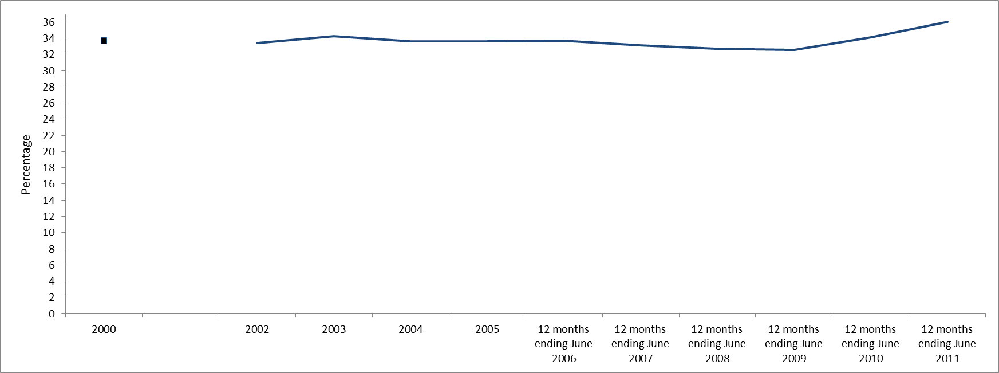 Percentage
36
34
32
30
28
26
24
22
20
18
16
14
12
10
8
6
4
2
0
2000
2002
2003
2004
2005
12 months
ending June
2006
12 months
ending June
2007
12 months
ending June
2008
12 months
ending June
2009
12 months
ending June
2010
12 months
ending June
2011